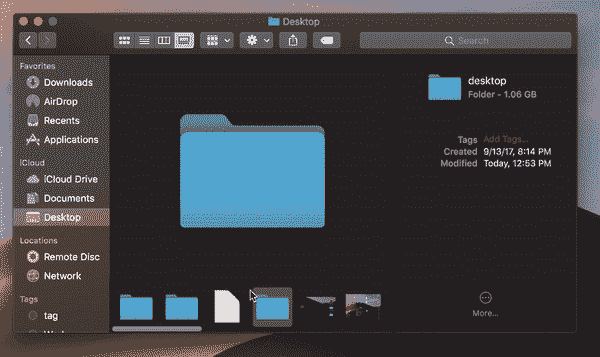 Desktop
Search
Favorites
Downloads
AirDrop
Recents
Applications
iCloud
iCloud Drive
Documents
Desktop
Locations
Remote Disc
Network
Tags
tag
desktop
Folder - 1.06 GB
Tags Add Tags...
Created 9/13/17, 8:14 PM
Modified Today, 12:53 PM
More...